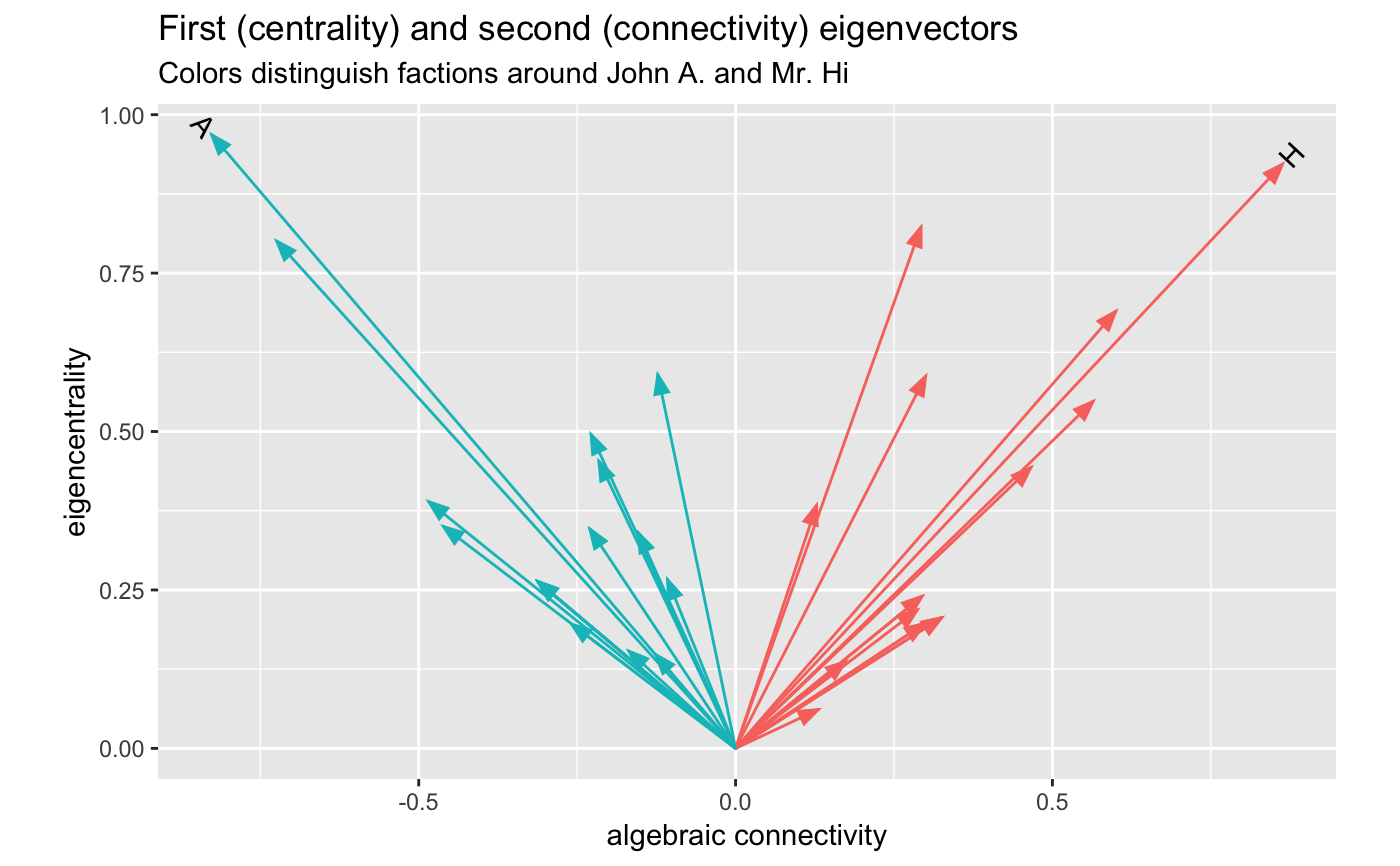 First (centrality) and second (connectivity) eigenvectors
Colors distinguish factions around John A. and Mr. Hi
1.00
A
H
0.75
0.50
eigencentrality
0.25
0.00
-0.5 0.0 0.5
algebraic connectivity